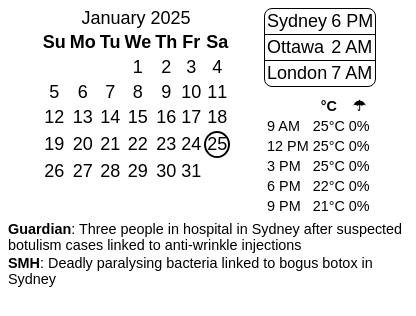 January 2025
Su Mo Tu We Th Fr Sa
1 2 3 4
5 6 7 8 9 10 11
12 13 14 15 16 17 18
19 20 21 22 23 24 25
26 27 28 29 30 31
Sydney 6 PM
Ottawa 2 AM
London 7 AM
°C ☂
9 AM 25°C 0%
12 PM 25°C 0%
3 PM 25°C 0%
6 PM 22°C 0%
9 PM 21°C 0%
Guardian: Three people in hospital in Sydney after suspected
botulism cases linked to anti-wrinkle injections
SMH: Deadly paralysing bacteria linked to bogus botox in
Sydney